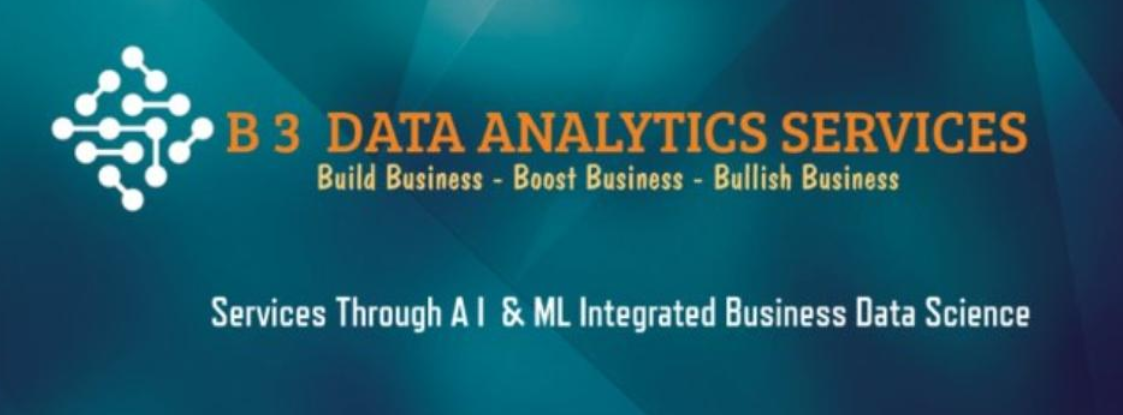 B 3 DATA ANALYTICS SERVICES
Build Business - Boost Business - Bullish Business
Services Through A I & ML Integrated Business Data Science